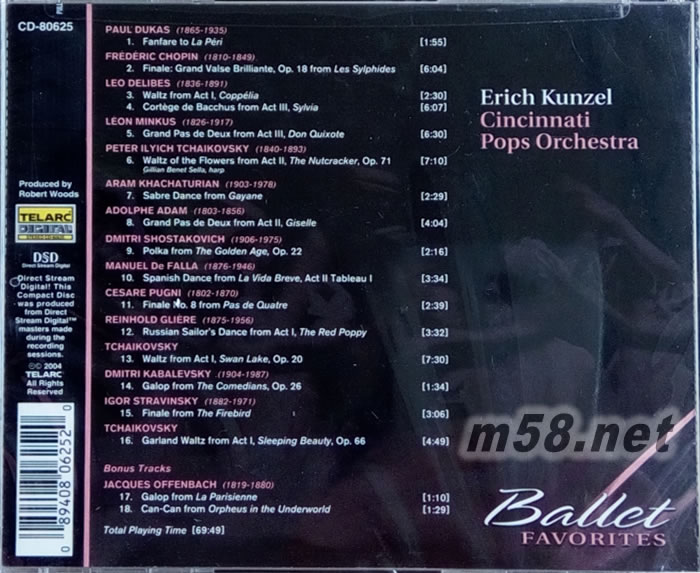 CD-80625
PAUL DUKAS (1865-1935)
1. Fanfare to La Péri [1:55]
FRÉDÉRIC CHOPIN (1810-1849)
2. Finale: Grand Valse Brilliante, Op. 18 from Les Sylphides [6:04]
LEO DELIBES (1836-1891)
3. Waltz from Act I, Coppélia [2:30]
4. Cortège de Bacchus from Act III, Sylvia [6:07]
LEON MINKUS (1826-1917)
5. Grand Pas de Deux from Act III, Don Quixote [6:30]
PETER ILYICH TCHAIKOVSKY (1840-1893)
6. Waltz of the Flowers from Act II, The Nutcracker, Op. 71 [7:10]
Gillian Benet Sella, harp
ARAM KHACHATURIAN (1903-1978)
7. Sabre Dance from Gayane [2:29]
ADOLPHE ADAM (1803-1856)
8. Grand Pas de Deux from Act II, Giselle [4:04]
DMITRI SHOSTAKOVICH (1906-1975)
9. Polka from The Golden Age, Op. 22 [2:16]
MANUEL De FALLA (1876-1946)
10. Spanish Dance from La Vida Breve, Act II Tableau I [3:34]
CESARE PUGNI (1802-1870)
11. Finale No. 8 from Pas de Quatre [2:39]
REINHOLD GLIÈRE (1875-1956)
12. Russian Sailor's Dance from Act I, The Red Poppy [3:32]
TCHAIKOVSKY
13. Waltz from Act I, Swan Lake, Op. 20 [7:30]
DMITRI KABALEVSKY (1904-1987)
14. Galop from The Comedians, Op. 26 [1:34]
IGOR STRAVINSKY (1882-1971)
15. Finale from The Firebird [3:06]
TCHAIKOVSKY
16. Garland Waltz from Act I, Sleeping Beauty, Op. 66 [4:49]
Bonus Tracks
JACQUES OFFENBACH (1819-1880)
17. Galop from La Parisienne [1:10]
18. Can-Can from Orpheus in the Underworld [1:29]
Total Playing Time [69:49]
Erich Kunzel
Cincinnati
Pops Orchestra
Produced by
Robert Woods
TELARC
DIGITAL
DSD
Direct Stream Digital
Direct Stream
Digital! This
Compact Disc
was produced
from Direct
Stream Digital™
masters made
during the
recording
sessions.
℗© 2004
TELARC
All Rights
Reserved
0 89408 06252 0
m58.net
Ballet
FAVORITES